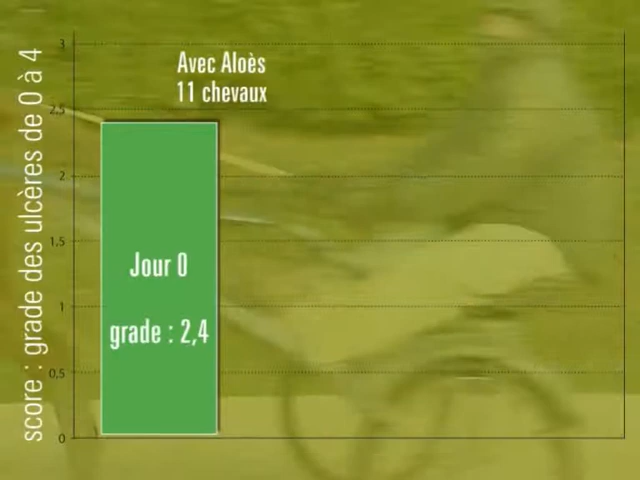 score : grade des ulcères de 0 à 4
3
2,5
2
1,5
1
0,5
0
Avec Aloès
11 chevaux
Jour 0
grade : 2,4